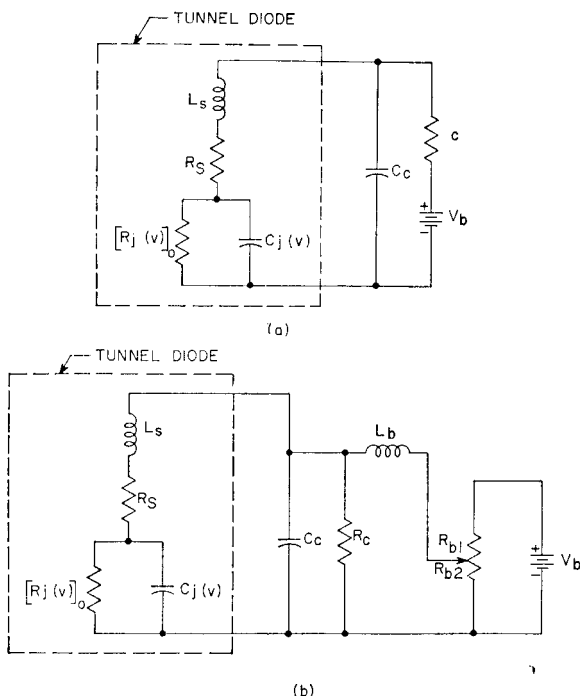 TUNNEL DIODE
Ls
RS
[Rj(v)]o
Cj(v)
Cc
c
+
Vb
-
(a)
TUNNEL DIODE
Ls
RS
[Rj(v)]o
Cj(v)
Cc
Rc
Lb
Rb1
Rb2
+
Vb
-
(b)